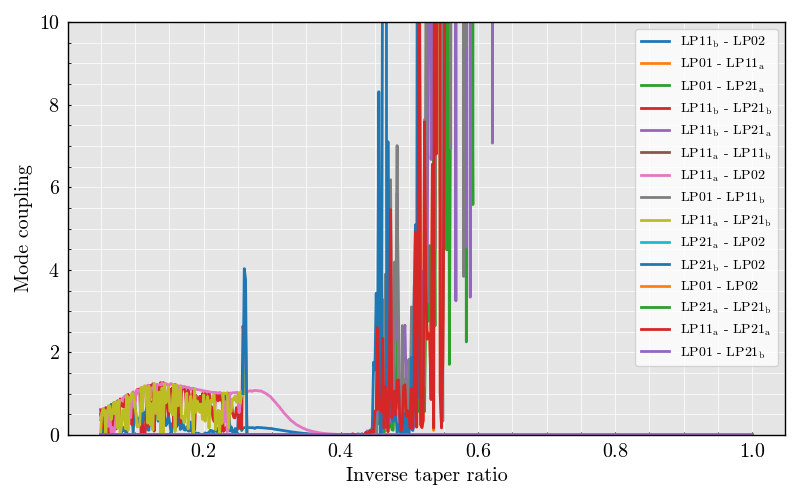 10
8
6
4
2
0
Mode coupling
0.2
0.4
0.6
0.8
1.0
Inverse taper ratio
LP11b - LP02
LP01 - LP11a
LP01 - LP21a
LP11b - LP21b
LP11b - LP21a
LP11a - LP11b
LP11a - LP02
LP01 - LP11b
LP11a - LP21b
LP21a - LP02
LP21b - LP02
LP01 - LP02
LP21a - LP21b
LP11a - LP21a
LP01 - LP21b